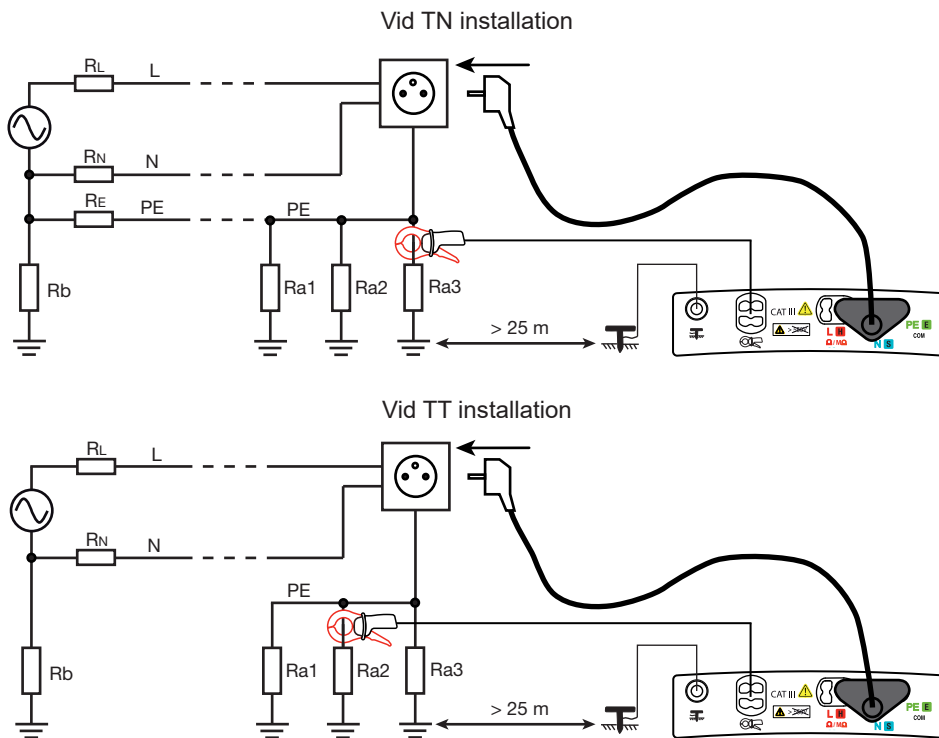 Vid TN installation
RL L
RN N
RE PE
PE
Rb
Ra1 Ra2 Ra3
> 25 m
CAT III
L H
Ω/MΩ
N S
PE E
COM
Vid TT installation
RL L
RN N
PE
Rb
Ra1 Ra2 Ra3
> 25 m
CAT III
L H
Ω/MΩ
N S
PE E
COM